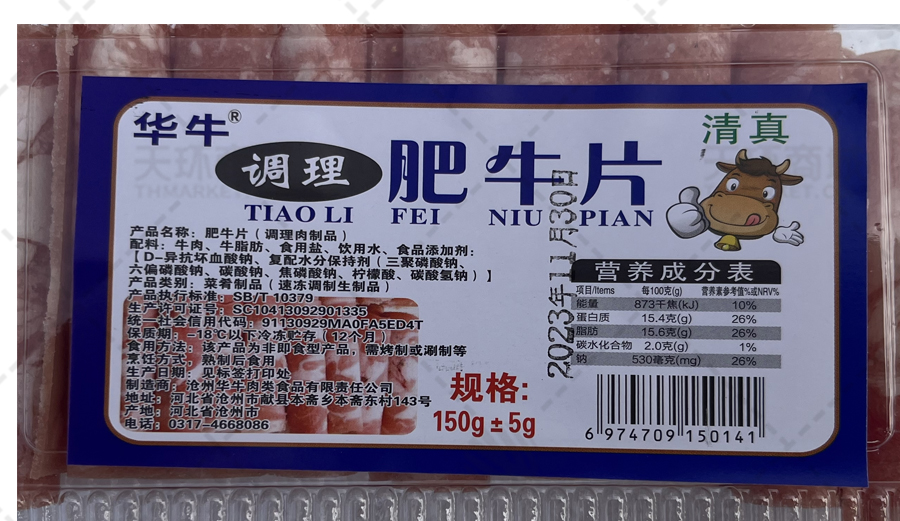 华牛®
清真
调理 肥牛片
TIAO LI FEI NIU PIAN
产品名称：肥牛片（调理肉制品）
配料：牛肉、牛脂肪、食用盐、饮用水、食品添加剂：
【D-异抗坏血酸钠、复配水分保持剂（三聚磷酸钠、
六偏磷酸钠、碳酸钠、焦磷酸钠、柠檬酸、碳酸氢钠）】
产品类别：菜肴制品（速冻调制生制品）
产品执行标准：SB/T 10379
生产许可证号：SC10413092901335
统一社会信用代码：91130929MA0FA5ED4T
保质期：-18℃以下冷冻贮存（12个月）
食用方法：该产品为非即食型产品，需烤制或涮制等
烹饪方式：熟制后食用
生产日期：见标签打印处
制造商：沧州华牛肉类食品有限责任公司
地址：河北省沧州市献县本斋乡本斋东村143号
产地：河北省沧州市
电话：0317-4668086
规格：
150g±5g
2023年11月30日
营养成分表
项目/Items 每100克(g) 营养素参考值%或NRV%
能量 873千焦(kJ) 10%
蛋白质 15.4克(g) 26%
脂肪 15.6克(g) 26%
碳水化合物 2.0克(g) 1%
钠 530毫克(mg) 26%
6 974709 150141